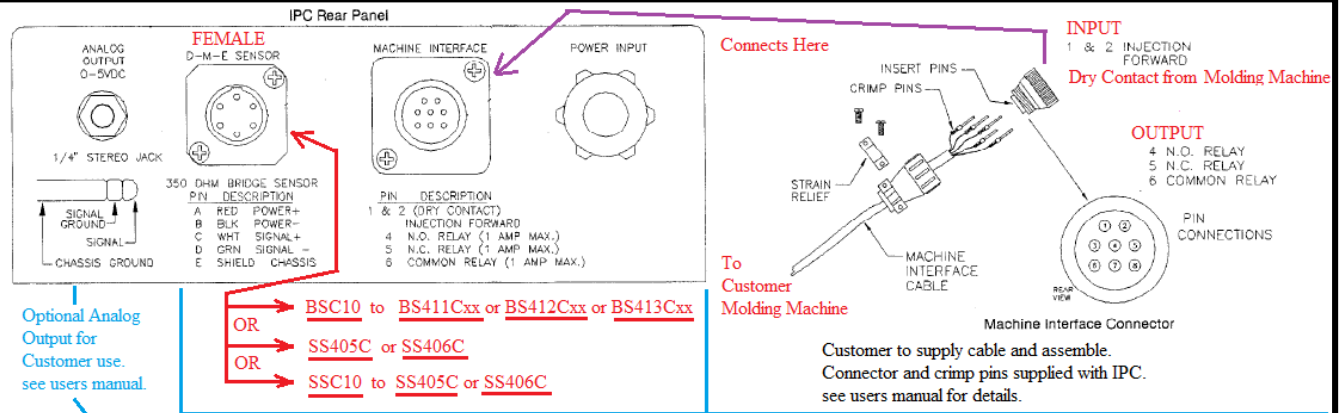 IPC Rear Panel
ANALOG
OUTPUT
0-5VDC
1/4" STEREO JACK
SIGNAL
GROUND
SIGNAL
CHASSIS GROUND
FEMALE
D-M-E SENSOR
350 OHM BRIDGE SENSOR
PIN DESCRIPTION
A RED POWER+
B BLK POWER-
C WHT SIGNAL+
D GRN SIGNAL -
E SHIELD CHASSIS
MACHINE INTERFACE
PIN DESCRIPTION
1 & 2 (DRY CONTACT)
INJECTION FORWARD
4 N.O. RELAY (1 AMP MAX.)
5 N.C. RELAY (1 AMP MAX.)
6 COMMON RELAY (1 AMP MAX.)
POWER INPUT
Connects Here
INPUT
1 & 2 INJECTION
FORWARD
Dry Contact from Molding Machine
INSERT PINS
CRIMP PINS
OUTPUT
4 N.O. RELAY
5 N.C. RELAY
6 COMMON RELAY
STRAIN
RELIEF
MACHINE
INTERFACE
CABLE
PIN
CONNECTIONS
1 2
3 4 5
6 7 8
REAR
VIEW
To
Customer
Molding Machine
Machine Interface Connector
Customer to supply cable and assemble.
Connector and crimp pins supplied with IPC.
see users manual for details.
Optional Analog
Output for
Customer use.
see users manual.
BSC10 to BS411Cxx or BS412Cxx or BS413Cxx
OR
SS405C or SS406C
OR
SSC10 to SS405C or SS406C